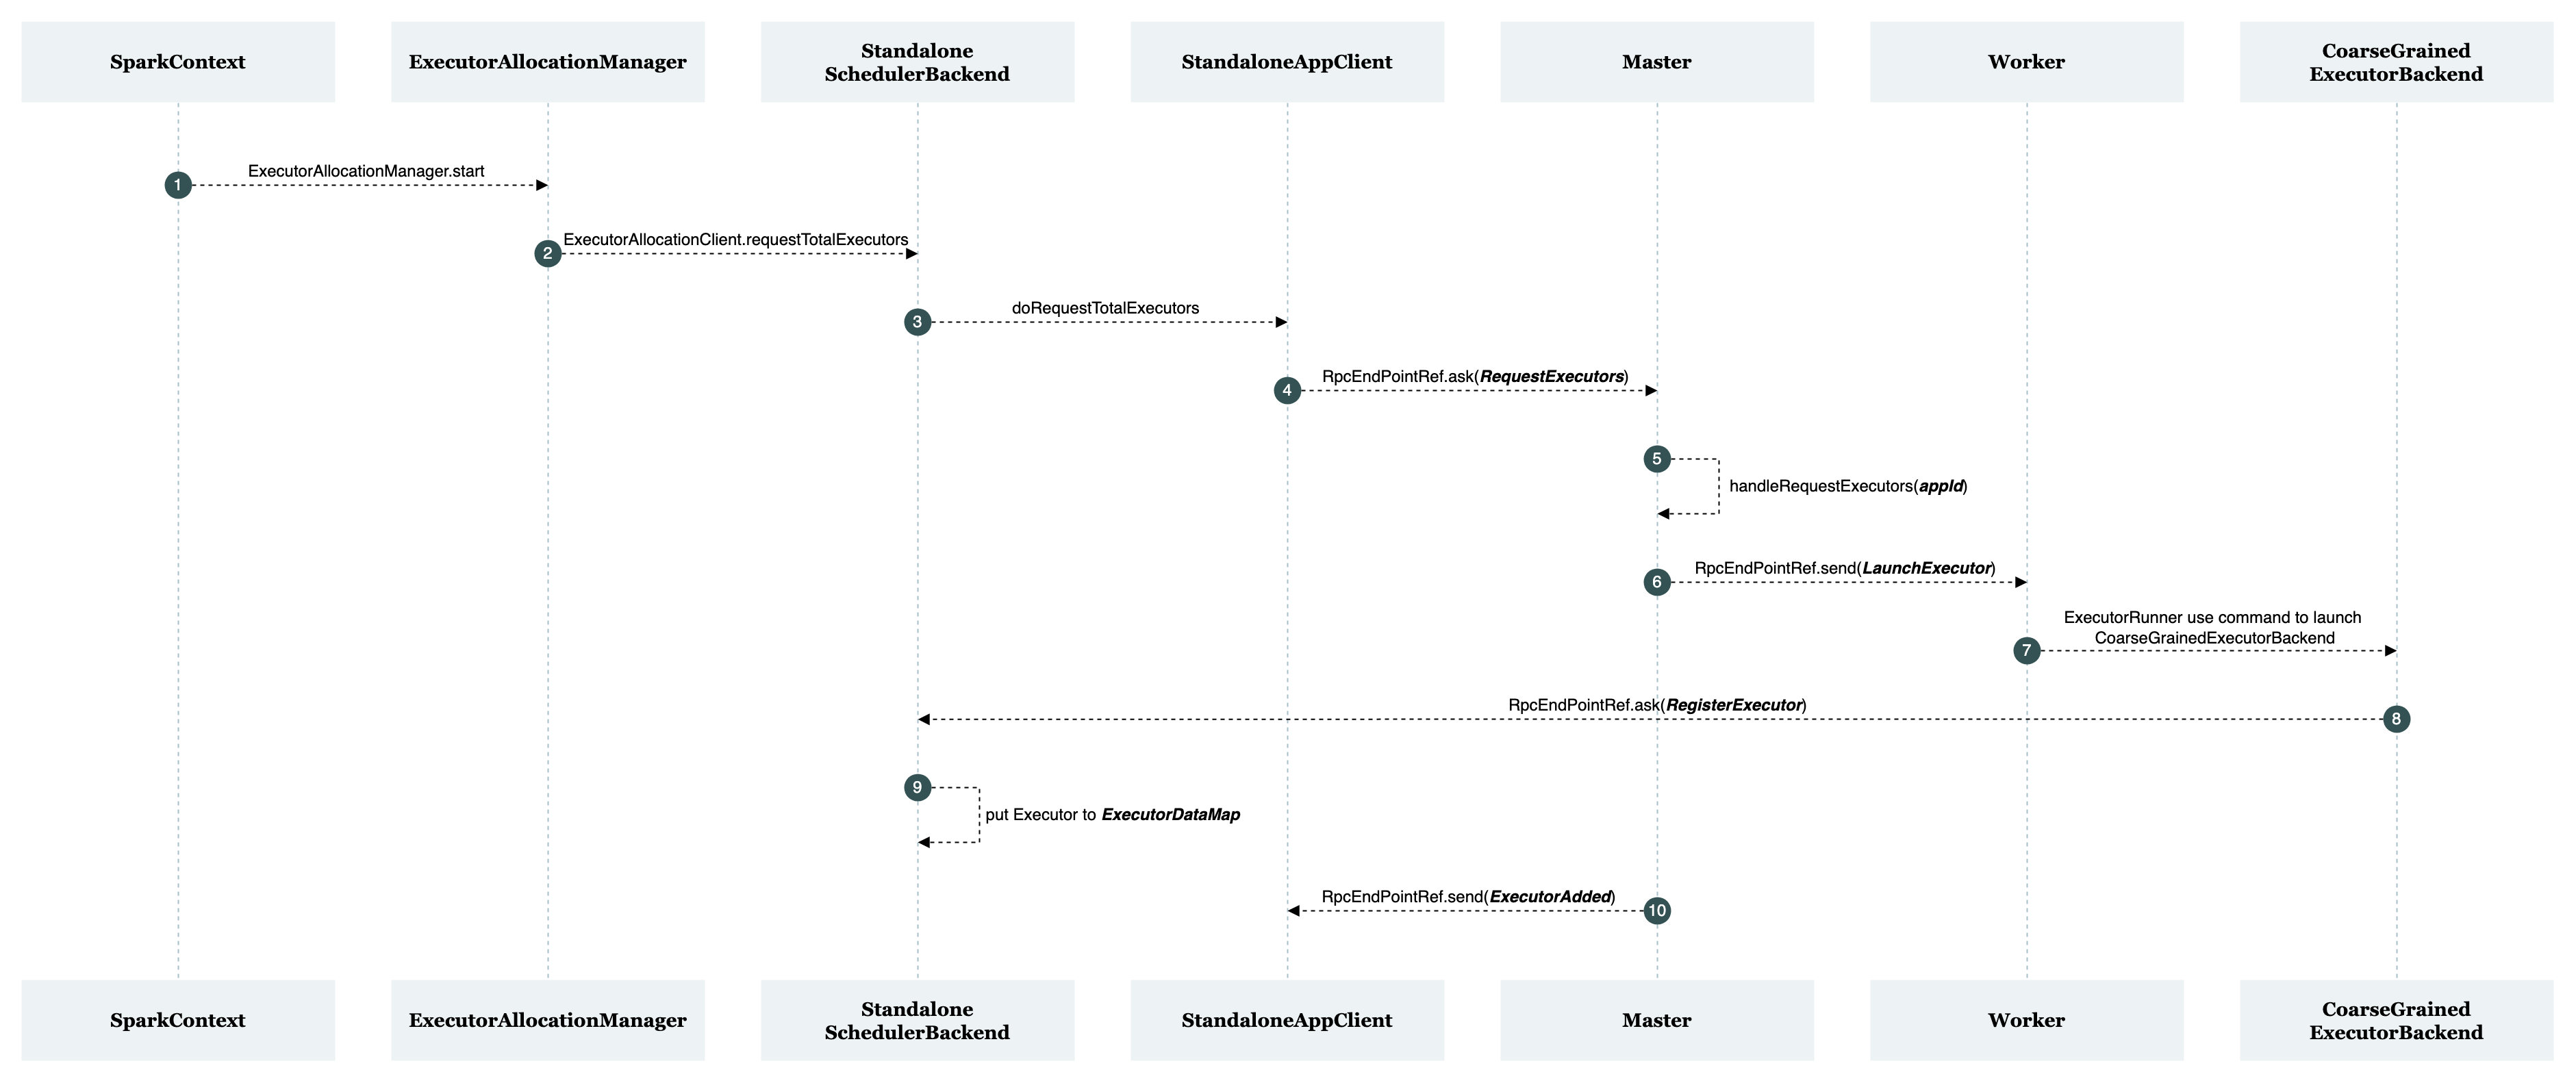 SparkContext
ExecutorAllocationManager
Standalone
SchedulerBackend
StandaloneAppClient
Master
Worker
CoarseGrained
ExecutorBackend
1
ExecutorAllocationManager.start
2
ExecutorAllocationClient.requestTotalExecutors
3
doRequestTotalExecutors
4
RpcEndPointRef.ask(RequestExecutors)
5
handleRequestExecutors(appId)
6
RpcEndPointRef.send(LaunchExecutor)
7
ExecutorRunner use command to launch
CoarseGrainedExecutorBackend
8
RpcEndPointRef.ask(RegisterExecutor)
9
put Executor to ExecutorDataMap
10
RpcEndPointRef.send(ExecutorAdded)
SparkContext
ExecutorAllocationManager
Standalone
SchedulerBackend
StandaloneAppClient
Master
Worker
CoarseGrained
ExecutorBackend